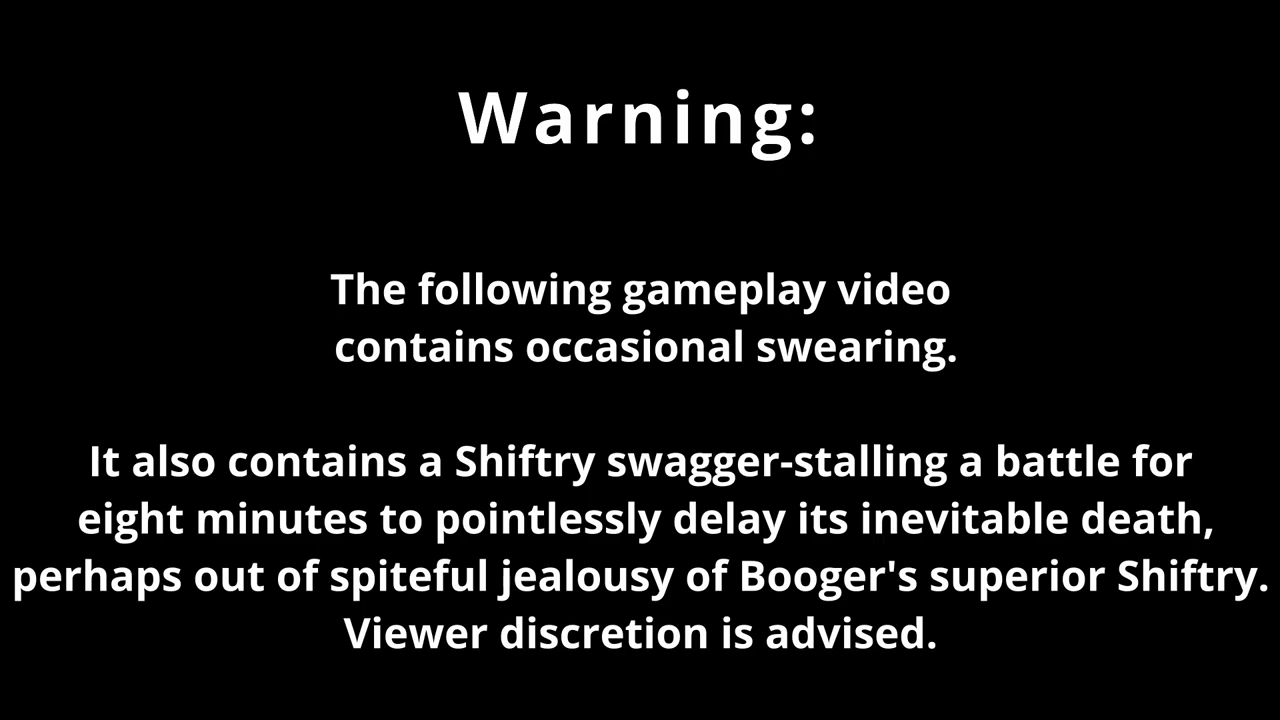 Warning:
The following gameplay video
contains occasional swearing.
It also contains a Shiftry swagger-stalling a battle for
eight minutes to pointlessly delay its inevitable death,
perhaps out of spiteful jealousy of Booger's superior Shiftry.
Viewer discretion is advised.